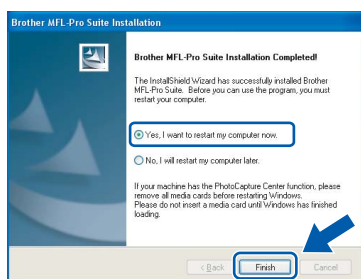 Brother MFL-Pro Suite Installation
Brother MFL-Pro Suite Installation Completed!
The InstallShield Wizard has successfully installed Brother
MFL-Pro Suite. Before you can use the program, you must
restart your computer.
Yes, I want to restart my computer now.
No, I will restart my computer later.
If your machine has the PhotoCapture Center function, please
remove all media cards before restarting Windows.
Please do not insert a media card until Windows has finished
loading.
< Back Finish Cancel